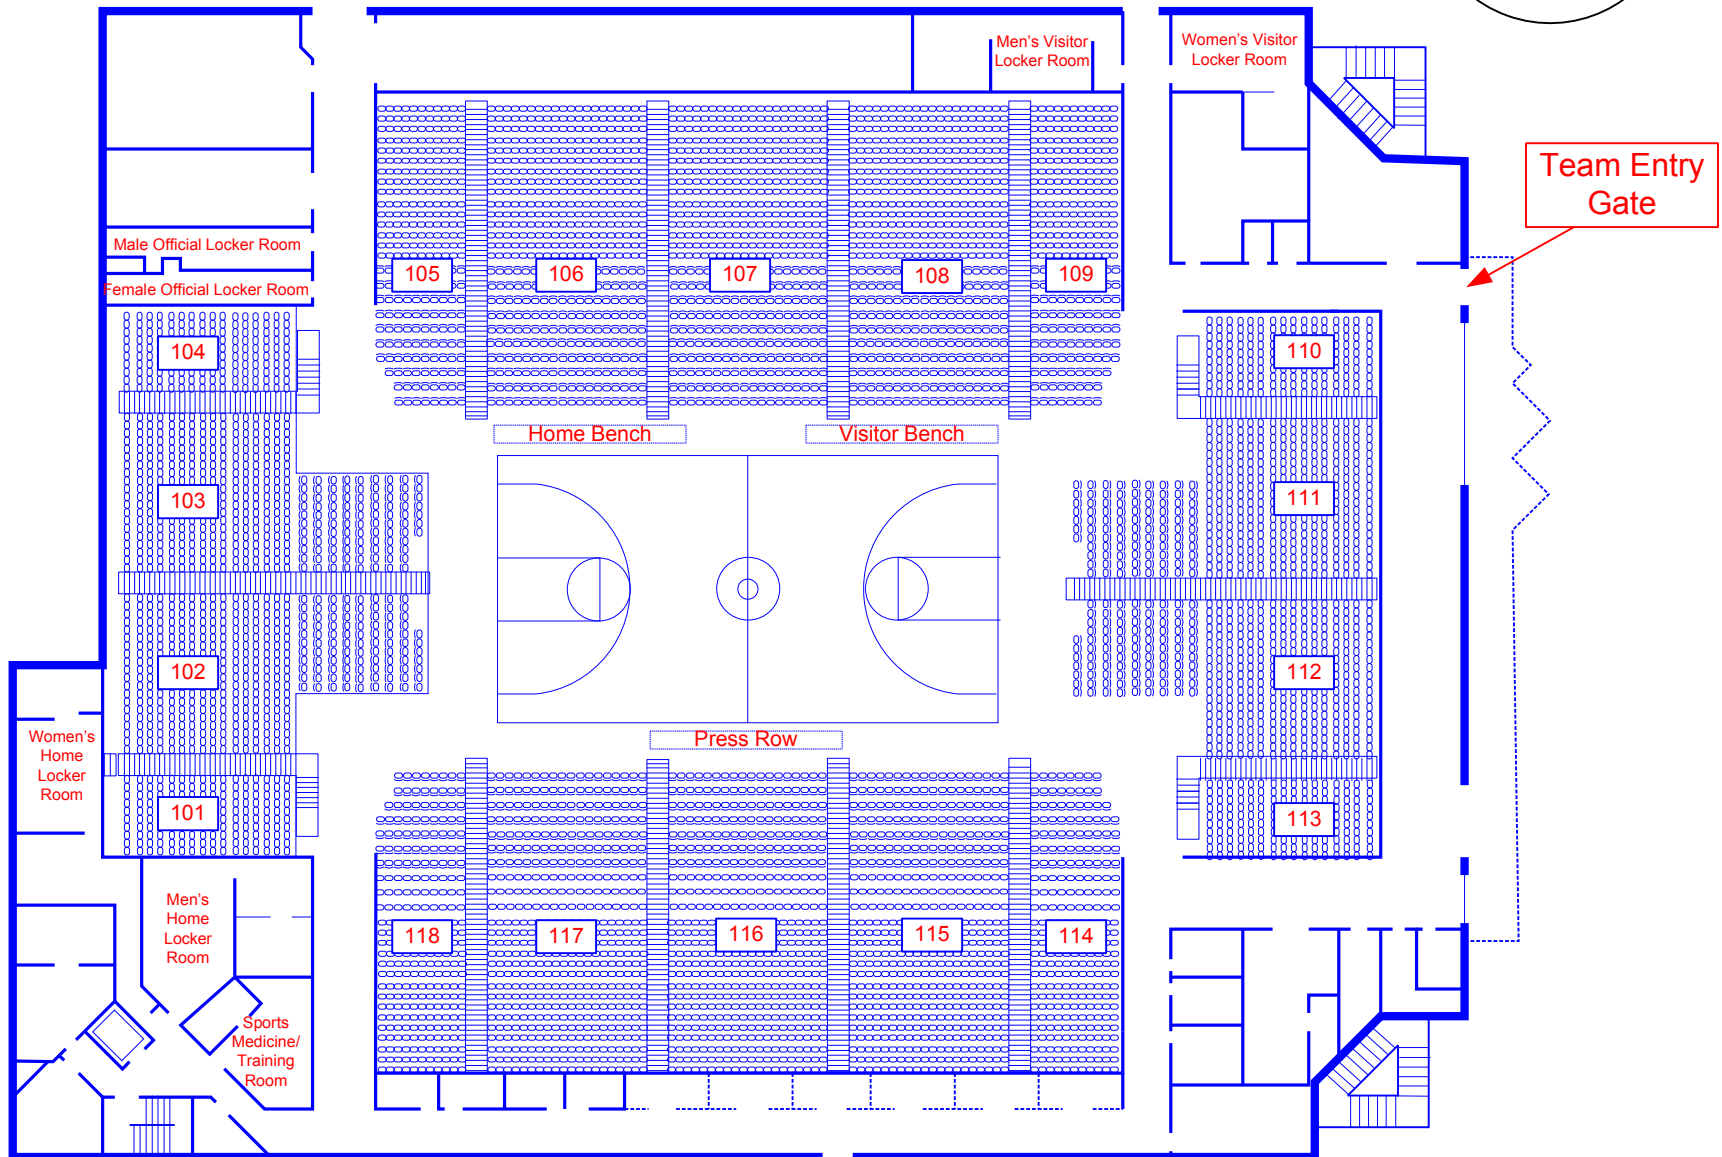 Men's Visitor
Locker Room
Women's Visitor
Locker Room
Team Entry
Gate
Male Official Locker Room
Female Official Locker Room
105
106
107
108
109
104
110
Home Bench
Visitor Bench
103
111
102
112
Women's
Home
Locker
Room
Press Row
101
113
Men's
Home
Locker
Room
118
117
116
115
114
Sports
Medicine/
Training
Room